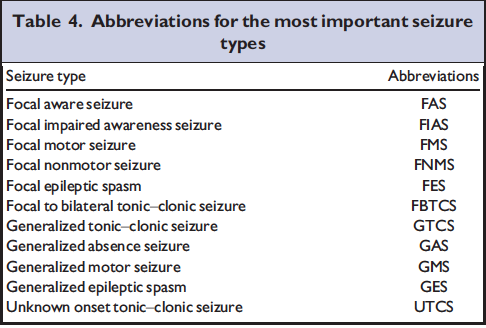 Table 4. Abbreviations for the most important seizure
types
Seizure type Abbreviations
Focal aware seizure FAS
Focal impaired awareness seizure FIAS
Focal motor seizure FMS
Focal nonmotor seizure FNMS
Focal epileptic spasm FES
Focal to bilateral tonic–clonic seizure FBTCS
Generalized tonic–clonic seizure GTCS
Generalized absence seizure GAS
Generalized motor seizure GMS
Generalized epileptic spasm GES
Unknown onset tonic–clonic seizure UTCS